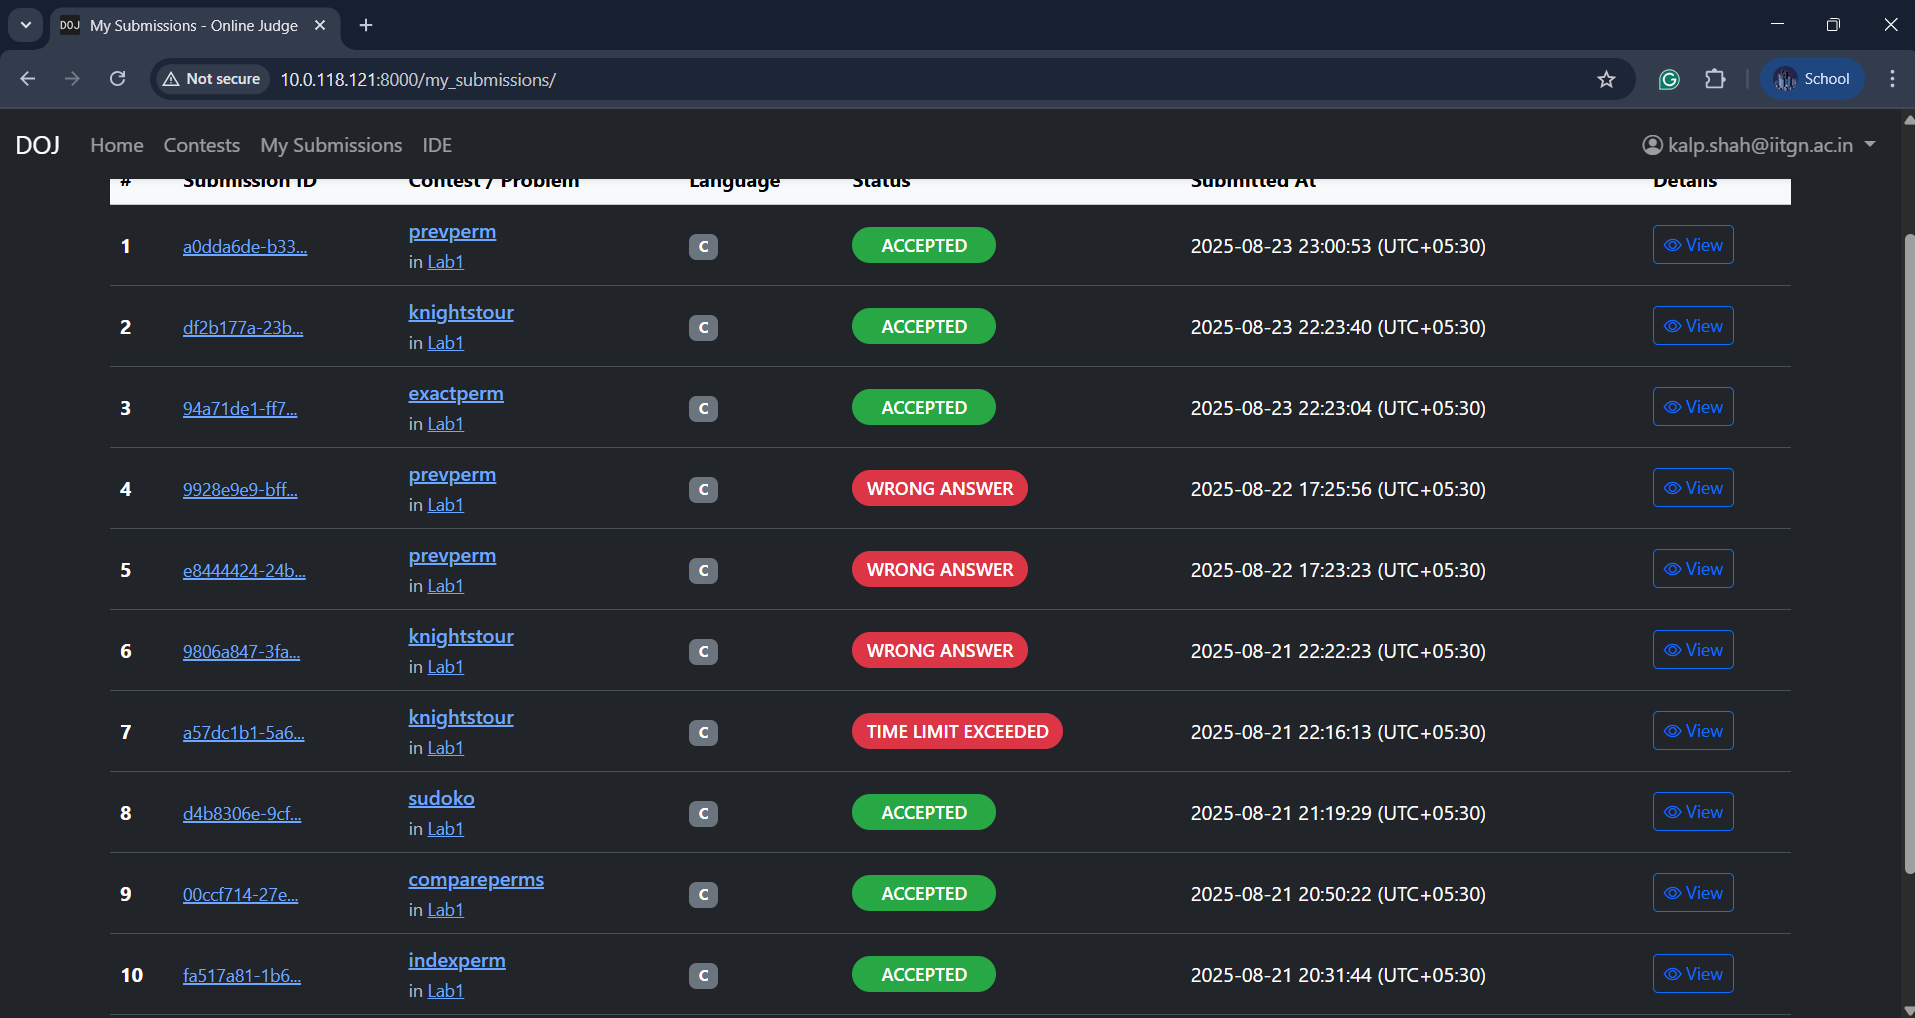 DOJ My Submissions - Online Judge
Not secure 10.0.118.121:8000/my_submissions/ School
DOJ Home Contests My Submissions IDE kalp.shah@iitgn.ac.in
# Submission ID Contest / Problem Language Status Submitted At Details
1 a0dda6de-b33... prevperm C ACCEPTED 2025-08-23 23:00:53 (UTC+05:30) View
in Lab1
2 df2b177a-23b... knightstour C ACCEPTED 2025-08-23 22:23:40 (UTC+05:30) View
in Lab1
3 94a71de1-ff7... exactperm C ACCEPTED 2025-08-23 22:23:04 (UTC+05:30) View
in Lab1
4 9928e9e9-bff... prevperm C WRONG ANSWER 2025-08-22 17:25:56 (UTC+05:30) View
in Lab1
5 e8444424-24b... prevperm C WRONG ANSWER 2025-08-22 17:23:23 (UTC+05:30) View
in Lab1
6 9806a847-3fa... knightstour C WRONG ANSWER 2025-08-21 22:22:23 (UTC+05:30) View
in Lab1
7 a57dc1b1-5a6... knightstour C TIME LIMIT EXCEEDED 2025-08-21 22:16:13 (UTC+05:30) View
in Lab1
8 d4b8306e-9cf... sudoko C ACCEPTED 2025-08-21 21:19:29 (UTC+05:30) View
in Lab1
9 00ccf714-27e... compareperms C ACCEPTED 2025-08-21 20:50:22 (UTC+05:30) View
in Lab1
10 fa517a81-1b6... indexperm C ACCEPTED 2025-08-21 20:31:44 (UTC+05:30) View
in Lab1